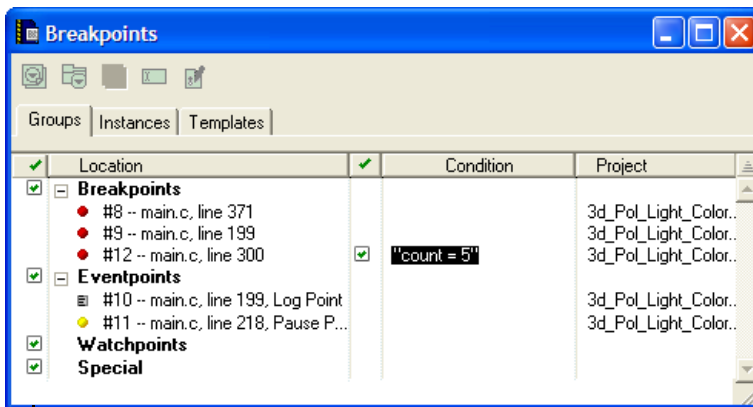 Breakpoints
Groups Instances Templates
Location Condition Project
Breakpoints
#8 -- main.c, line 371 3d_Pol_Light_Color..
#9 -- main.c, line 199 3d_Pol_Light_Color..
#12 -- main.c, line 300 "count = 5" 3d_Pol_Light_Color..
Eventpoints
#10 -- main.c, line 199, Log Point 3d_Pol_Light_Color..
#11 -- main.c, line 218, Pause P... 3d_Pol_Light_Color..
Watchpoints
Special